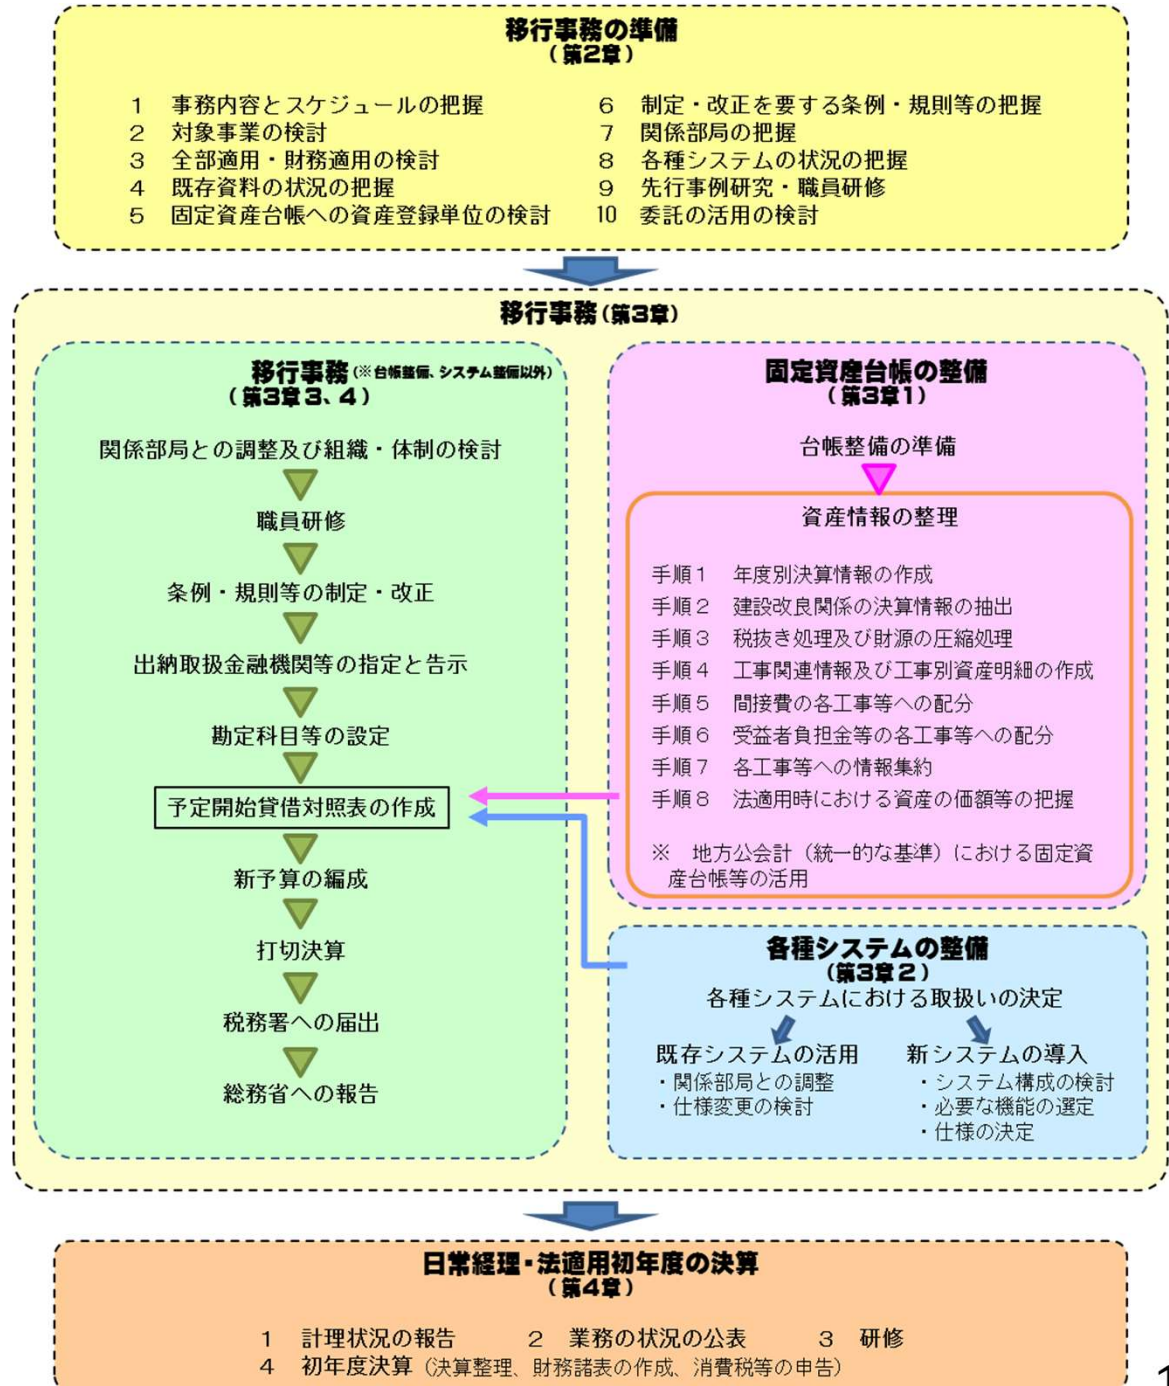 移行事務の準備
(第2章)
1 事務内容とスケジュールの把握
2 対象事業の検討
3 全部適用・財務適用の検討
4 既存資料の状況の把握
5 固定資産台帳への資産登録単位の検討
6 制定・改正を要する条例・規則等の把握
7 関係部局の把握
8 各種システムの状況の把握
9 先行事例研究・職員研修
10 委託の活用の検討
移行事務(第3章)
移行事務(※台帳整備、システム整備以外)
(第3章3、4)
関係部局との調整及び組織・体制の検討
職員研修
条例・規則等の制定・改正
出納取扱金融機関等の指定と告示
勘定科目等の設定
予定開始貸借対照表の作成
新予算の編成
打切決算
税務署への届出
総務省への報告
固定資産台帳の整備
(第3章1)
台帳整備の準備
資産情報の整理
手順1 年度別決算情報の作成
手順2 建設改良関係の決算情報の抽出
手順3 税抜き処理及び財源の圧縮処理
手順4 工事関連情報及び工事別資産明細の作成
手順5 間接費の各工事等への配分
手順6 受益者負担金等の各工事等への配分
手順7 各工事等への情報集約
手順8 法適用時における資産の価額等の把握
※ 地方公会計(統一的な基準)における固定資
産台帳等の活用
各種システムの整備
(第3章2)
各種システムにおける取扱いの決定
既存システムの活用
・関係部局との調整
・仕様変更の検討
新システムの導入
・システム構成の検討
・必要な機能の選定
・仕様の決定
日常経理・法適用初年度の決算
(第4章)
1 計理状況の報告 2 業務の状況の公表 3 研修
4 初年度決算(決算整理、財務諸表の作成、消費税等の申告)
1